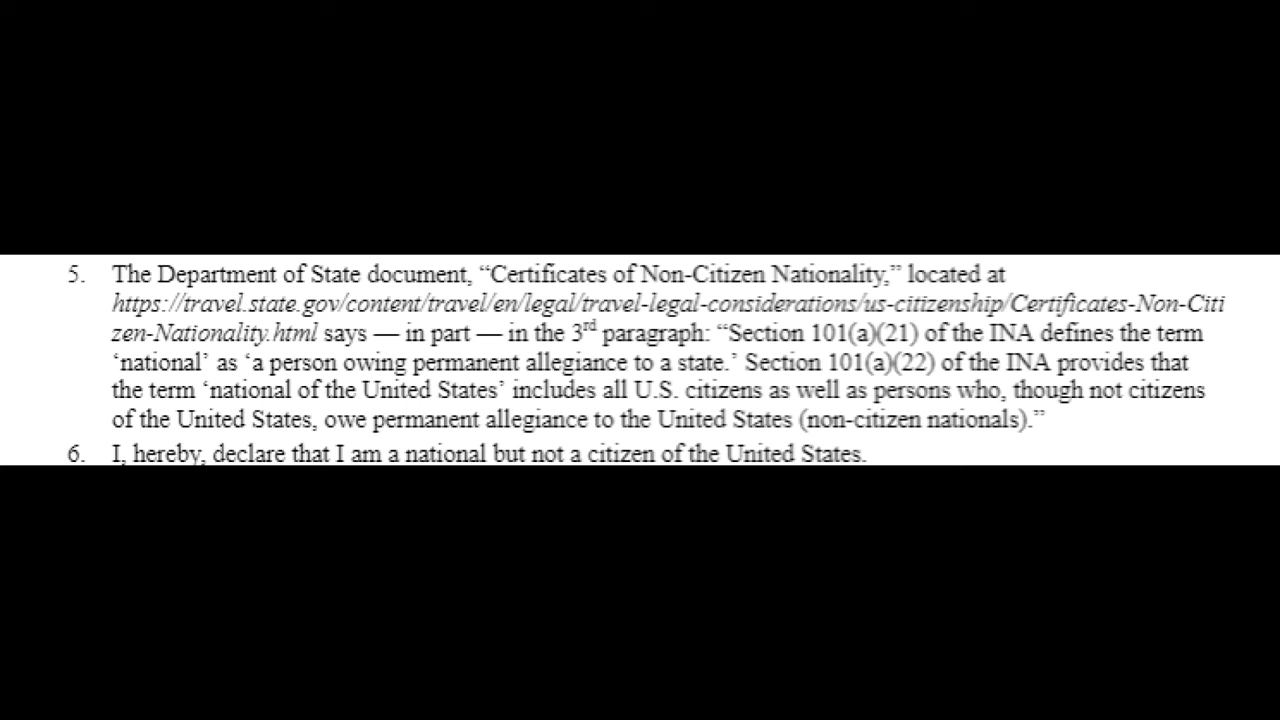 5. The Department of State document, “Certificates of Non-Citizen Nationality,” located at
https://travel.state.gov/content/travel/en/legal/travel-legal-considerations/us-citizenship/Certificates-Non-Citi
zen-Nationality.html says — in part — in the 3rd paragraph: “Section 101(a)(21) of the INA defines the term
‘national’ as ‘a person owing permanent allegiance to a state.’ Section 101(a)(22) of the INA provides that
the term ‘national of the United States’ includes all U.S. citizens as well as persons who, though not citizens
of the United States, owe permanent allegiance to the United States (non-citizen nationals).”
6. I, hereby, declare that I am a national but not a citizen of the United States.